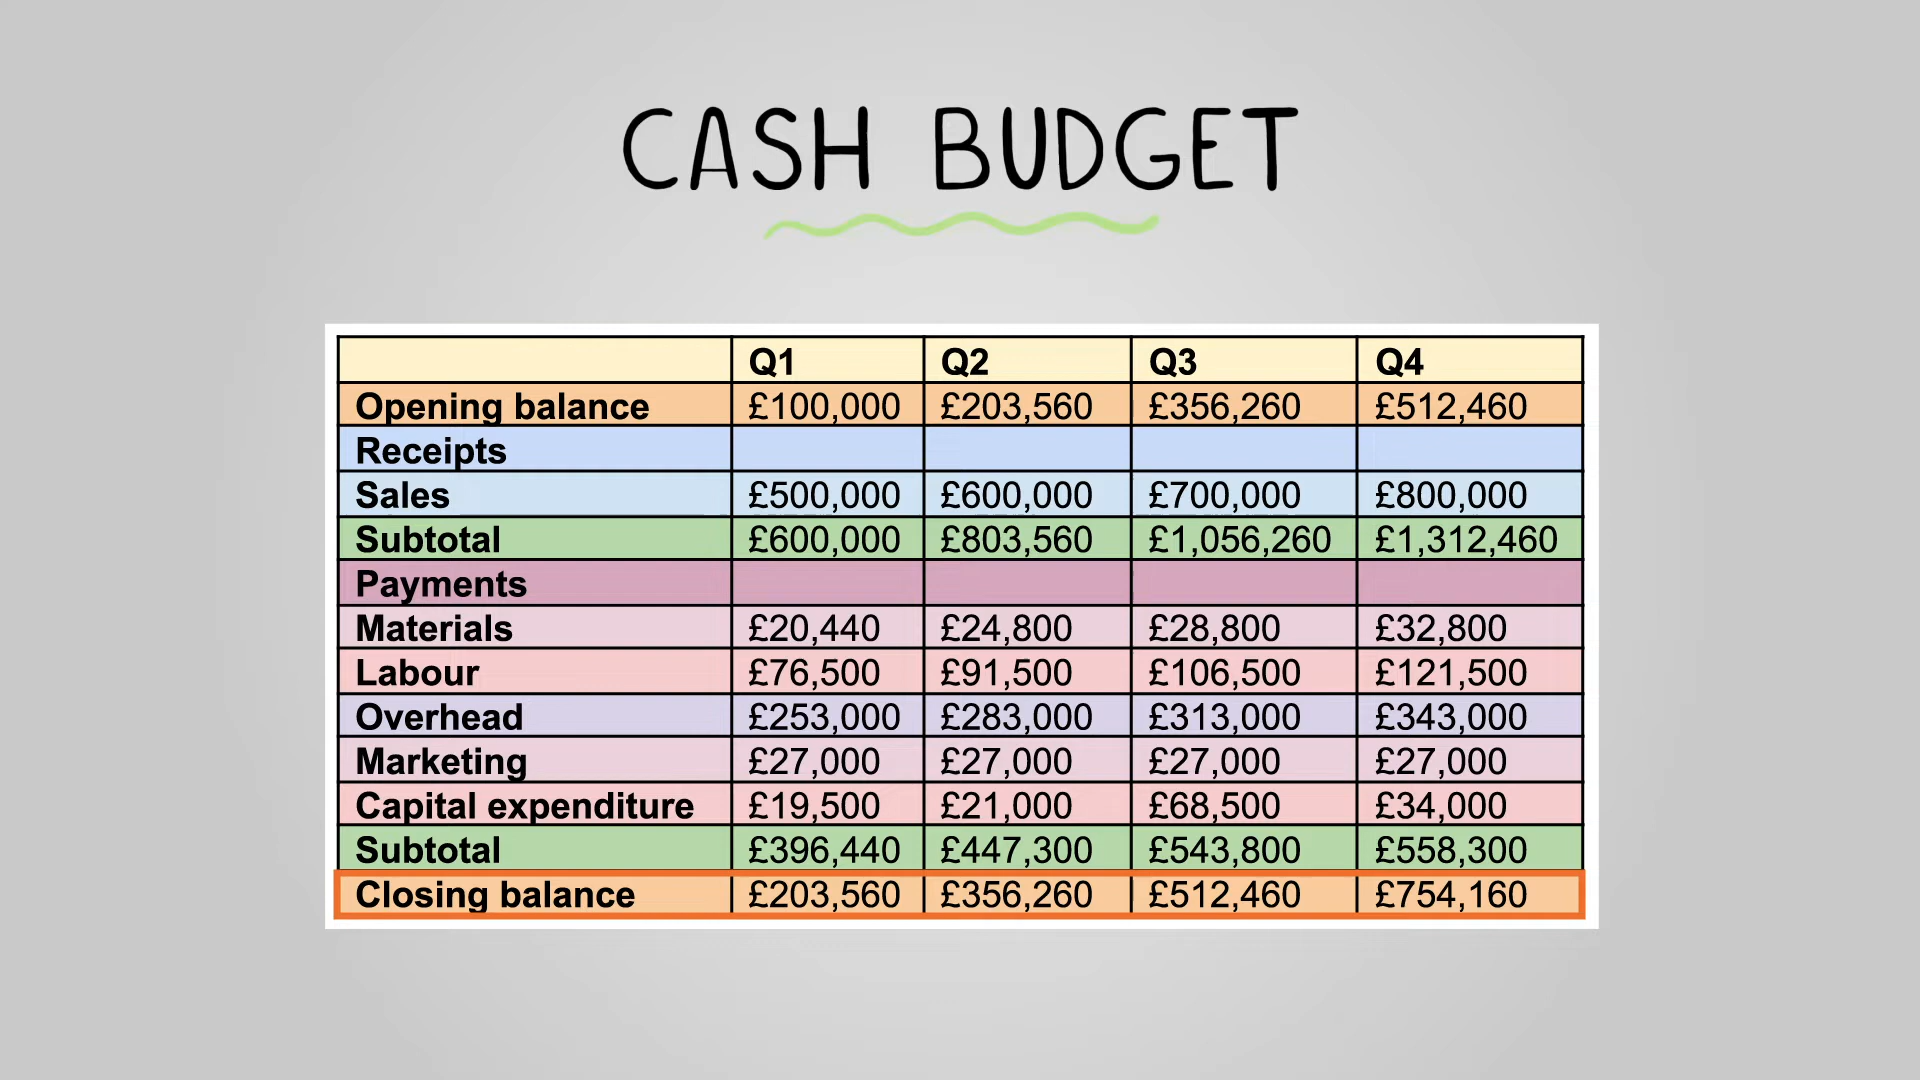 CASH BUDGET
Q1 Q2 Q3 Q4
Opening balance £100,000 £203,560 £356,260 £512,460
Receipts
Sales £500,000 £600,000 £700,000 £800,000
Subtotal £600,000 £803,560 £1,056,260 £1,312,460
Payments
Materials £20,440 £24,800 £28,800 £32,800
Labour £76,500 £91,500 £106,500 £121,500
Overhead £253,000 £283,000 £313,000 £343,000
Marketing £27,000 £27,000 £27,000 £27,000
Capital expenditure £19,500 £21,000 £68,500 £34,000
Subtotal £396,440 £447,300 £543,800 £558,300
Closing balance £203,560 £356,260 £512,460 £754,160